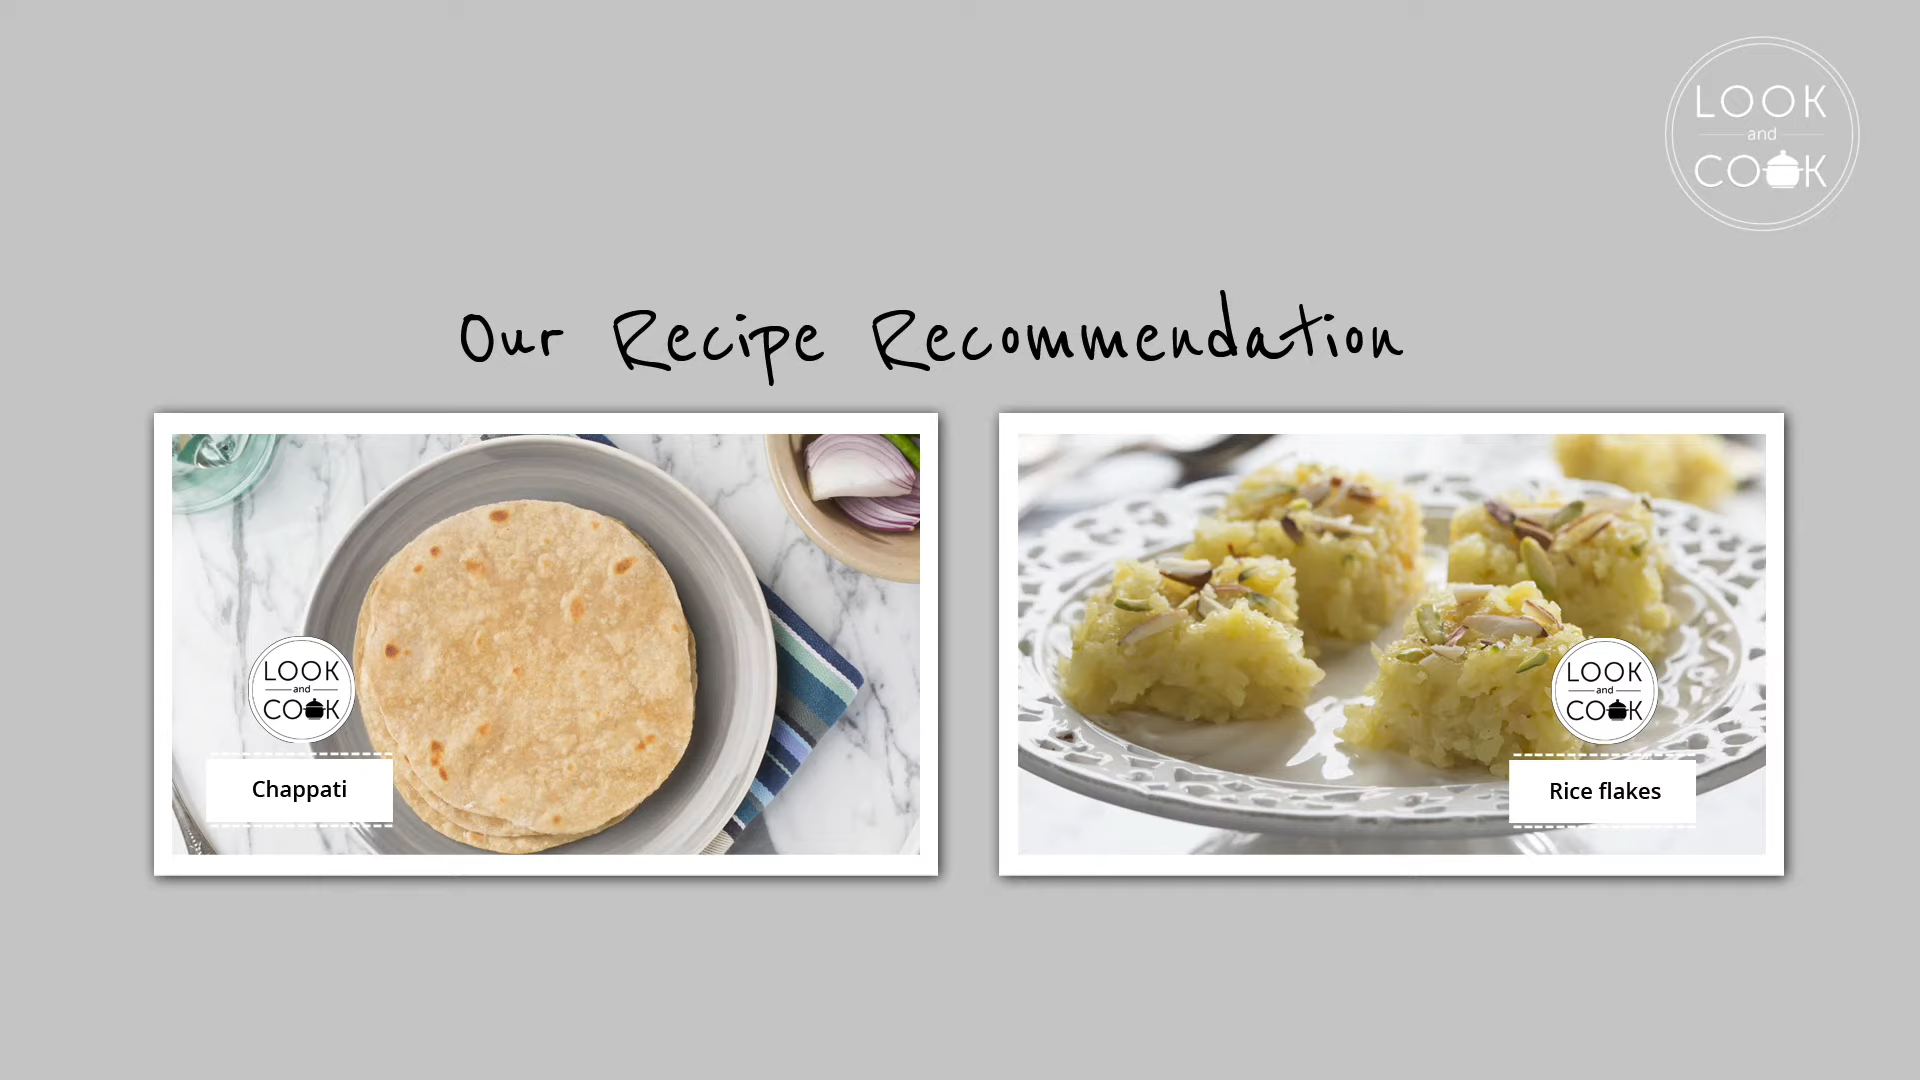 LOOK
and
COOK
Our Recipe Recommendation
LOOK
and
COOK
Chappati
LOOK
and
COOK
Rice flakes